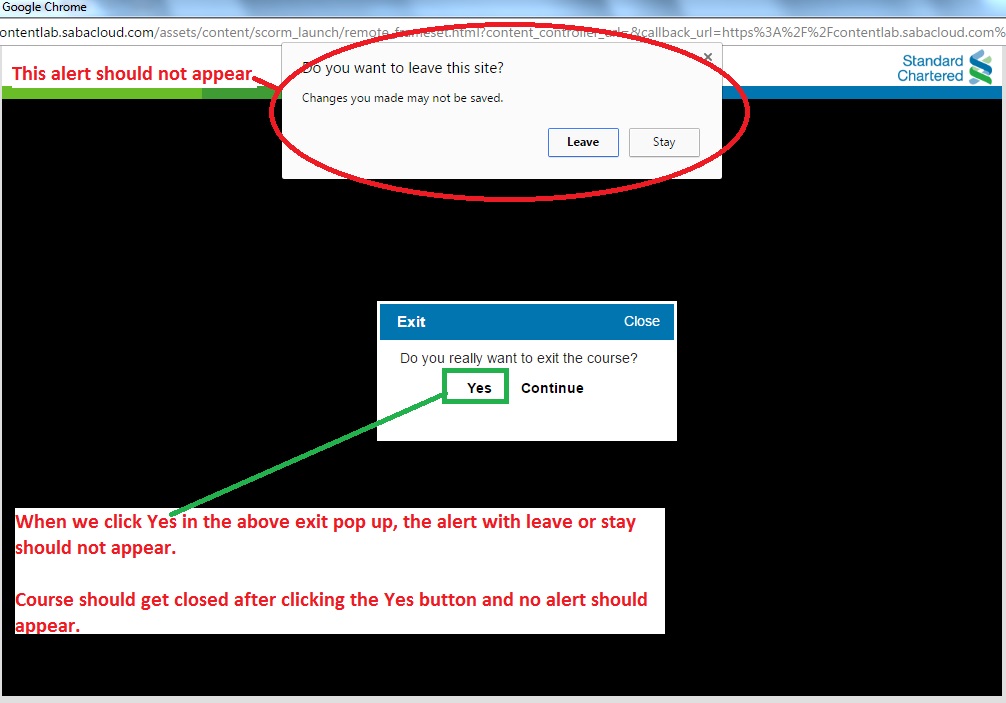 Google Chrome
ontentlab.sabacloud.com/assets/content/scorm_launch/remote_frameset.html?content_controller_url=&callback_url=https%3A%2F%2Fcontentlab.sabacloud.com%
This alert should not appear
Do you want to leave this site?
Changes you made may not be saved.
Leave Stay
Standard
Chartered
Exit Close
Do you really want to exit the course?
Yes Continue
When we click Yes in the above exit pop up, the alert with leave or stay
should not appear.
Course should get closed after clicking the Yes button and no alert should
appear.